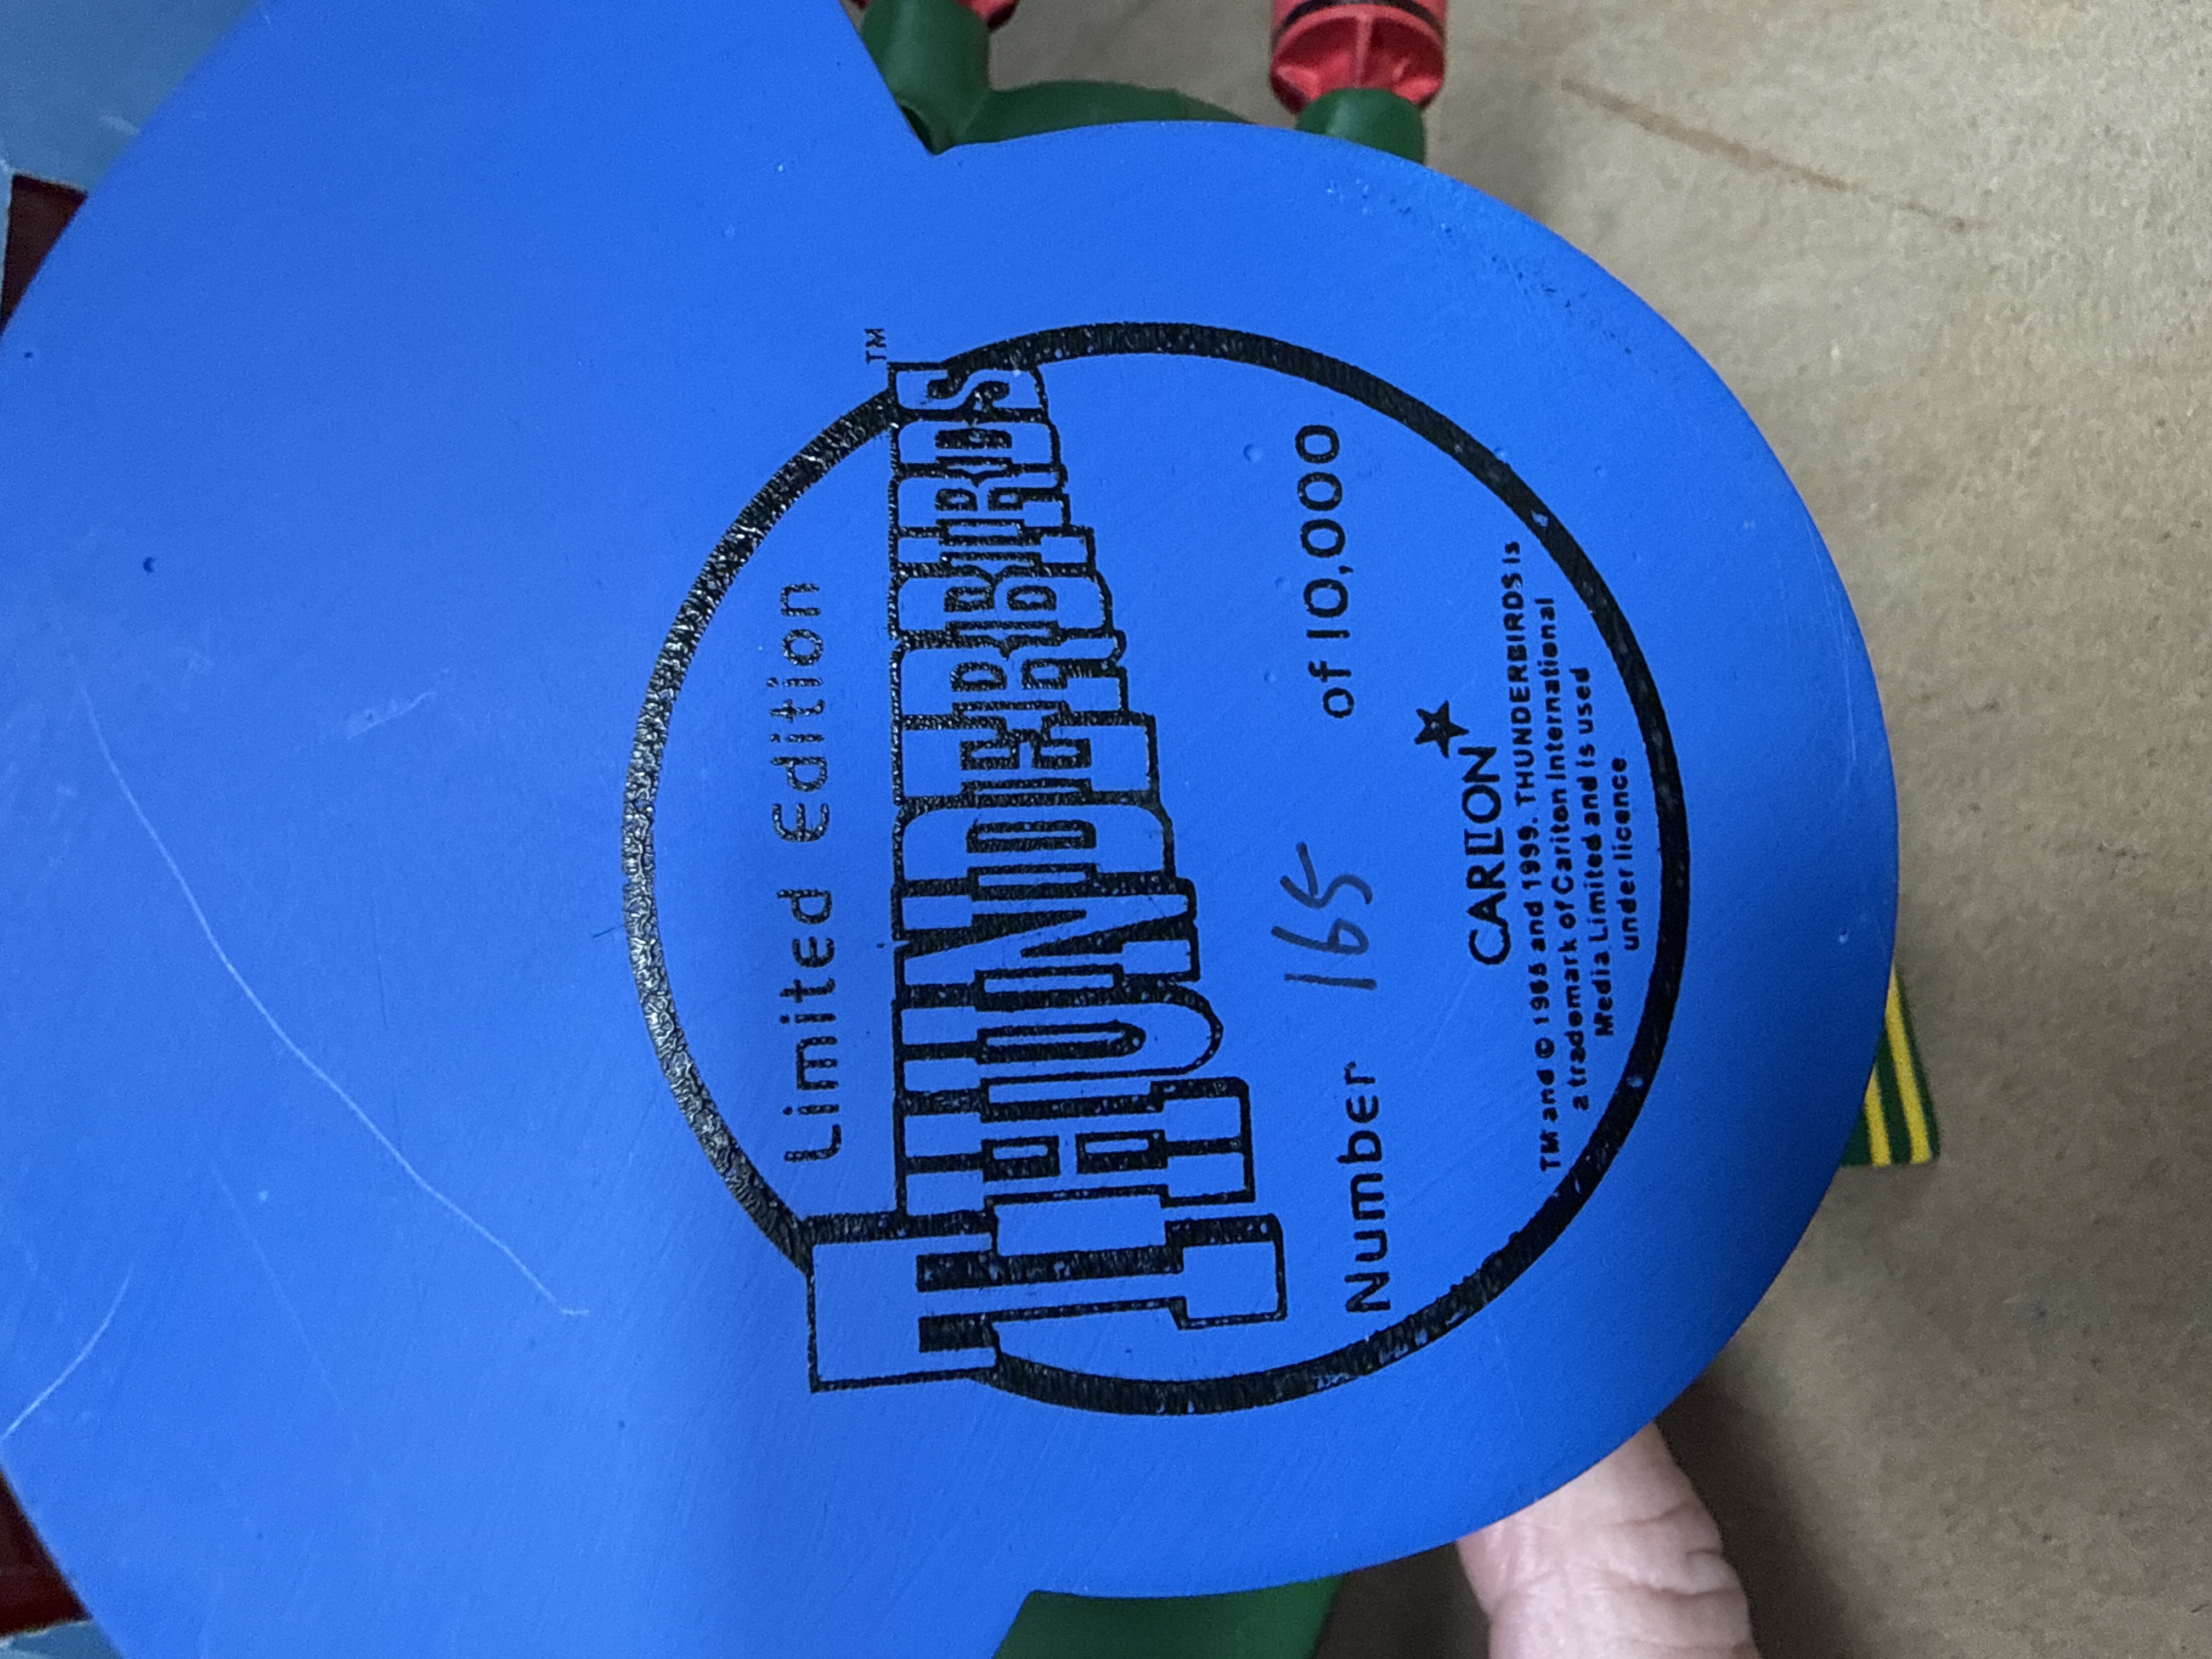 Limited Edition
THUNDERBIRDS™
Number 165 of 10,000
CARLTON
TM and © 1965 and 1999. THUNDERBIRDS is
a trademark of Carlton International
Media Limited and is used
under licence.